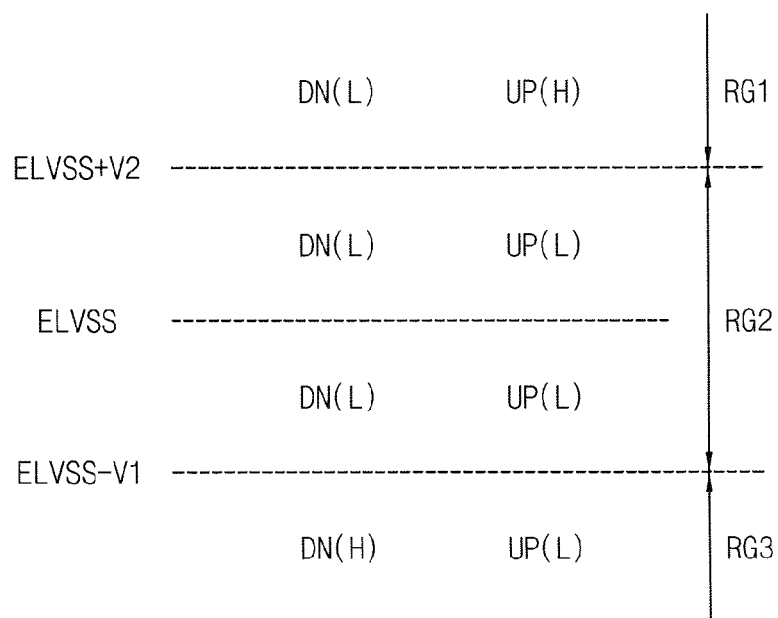 DN(L) UP(H) RG1
ELVSS+V2
DN(L) UP(L)
ELVSS RG2
DN(L) UP(L)
ELVSS-V1
DN(H) UP(L) RG3